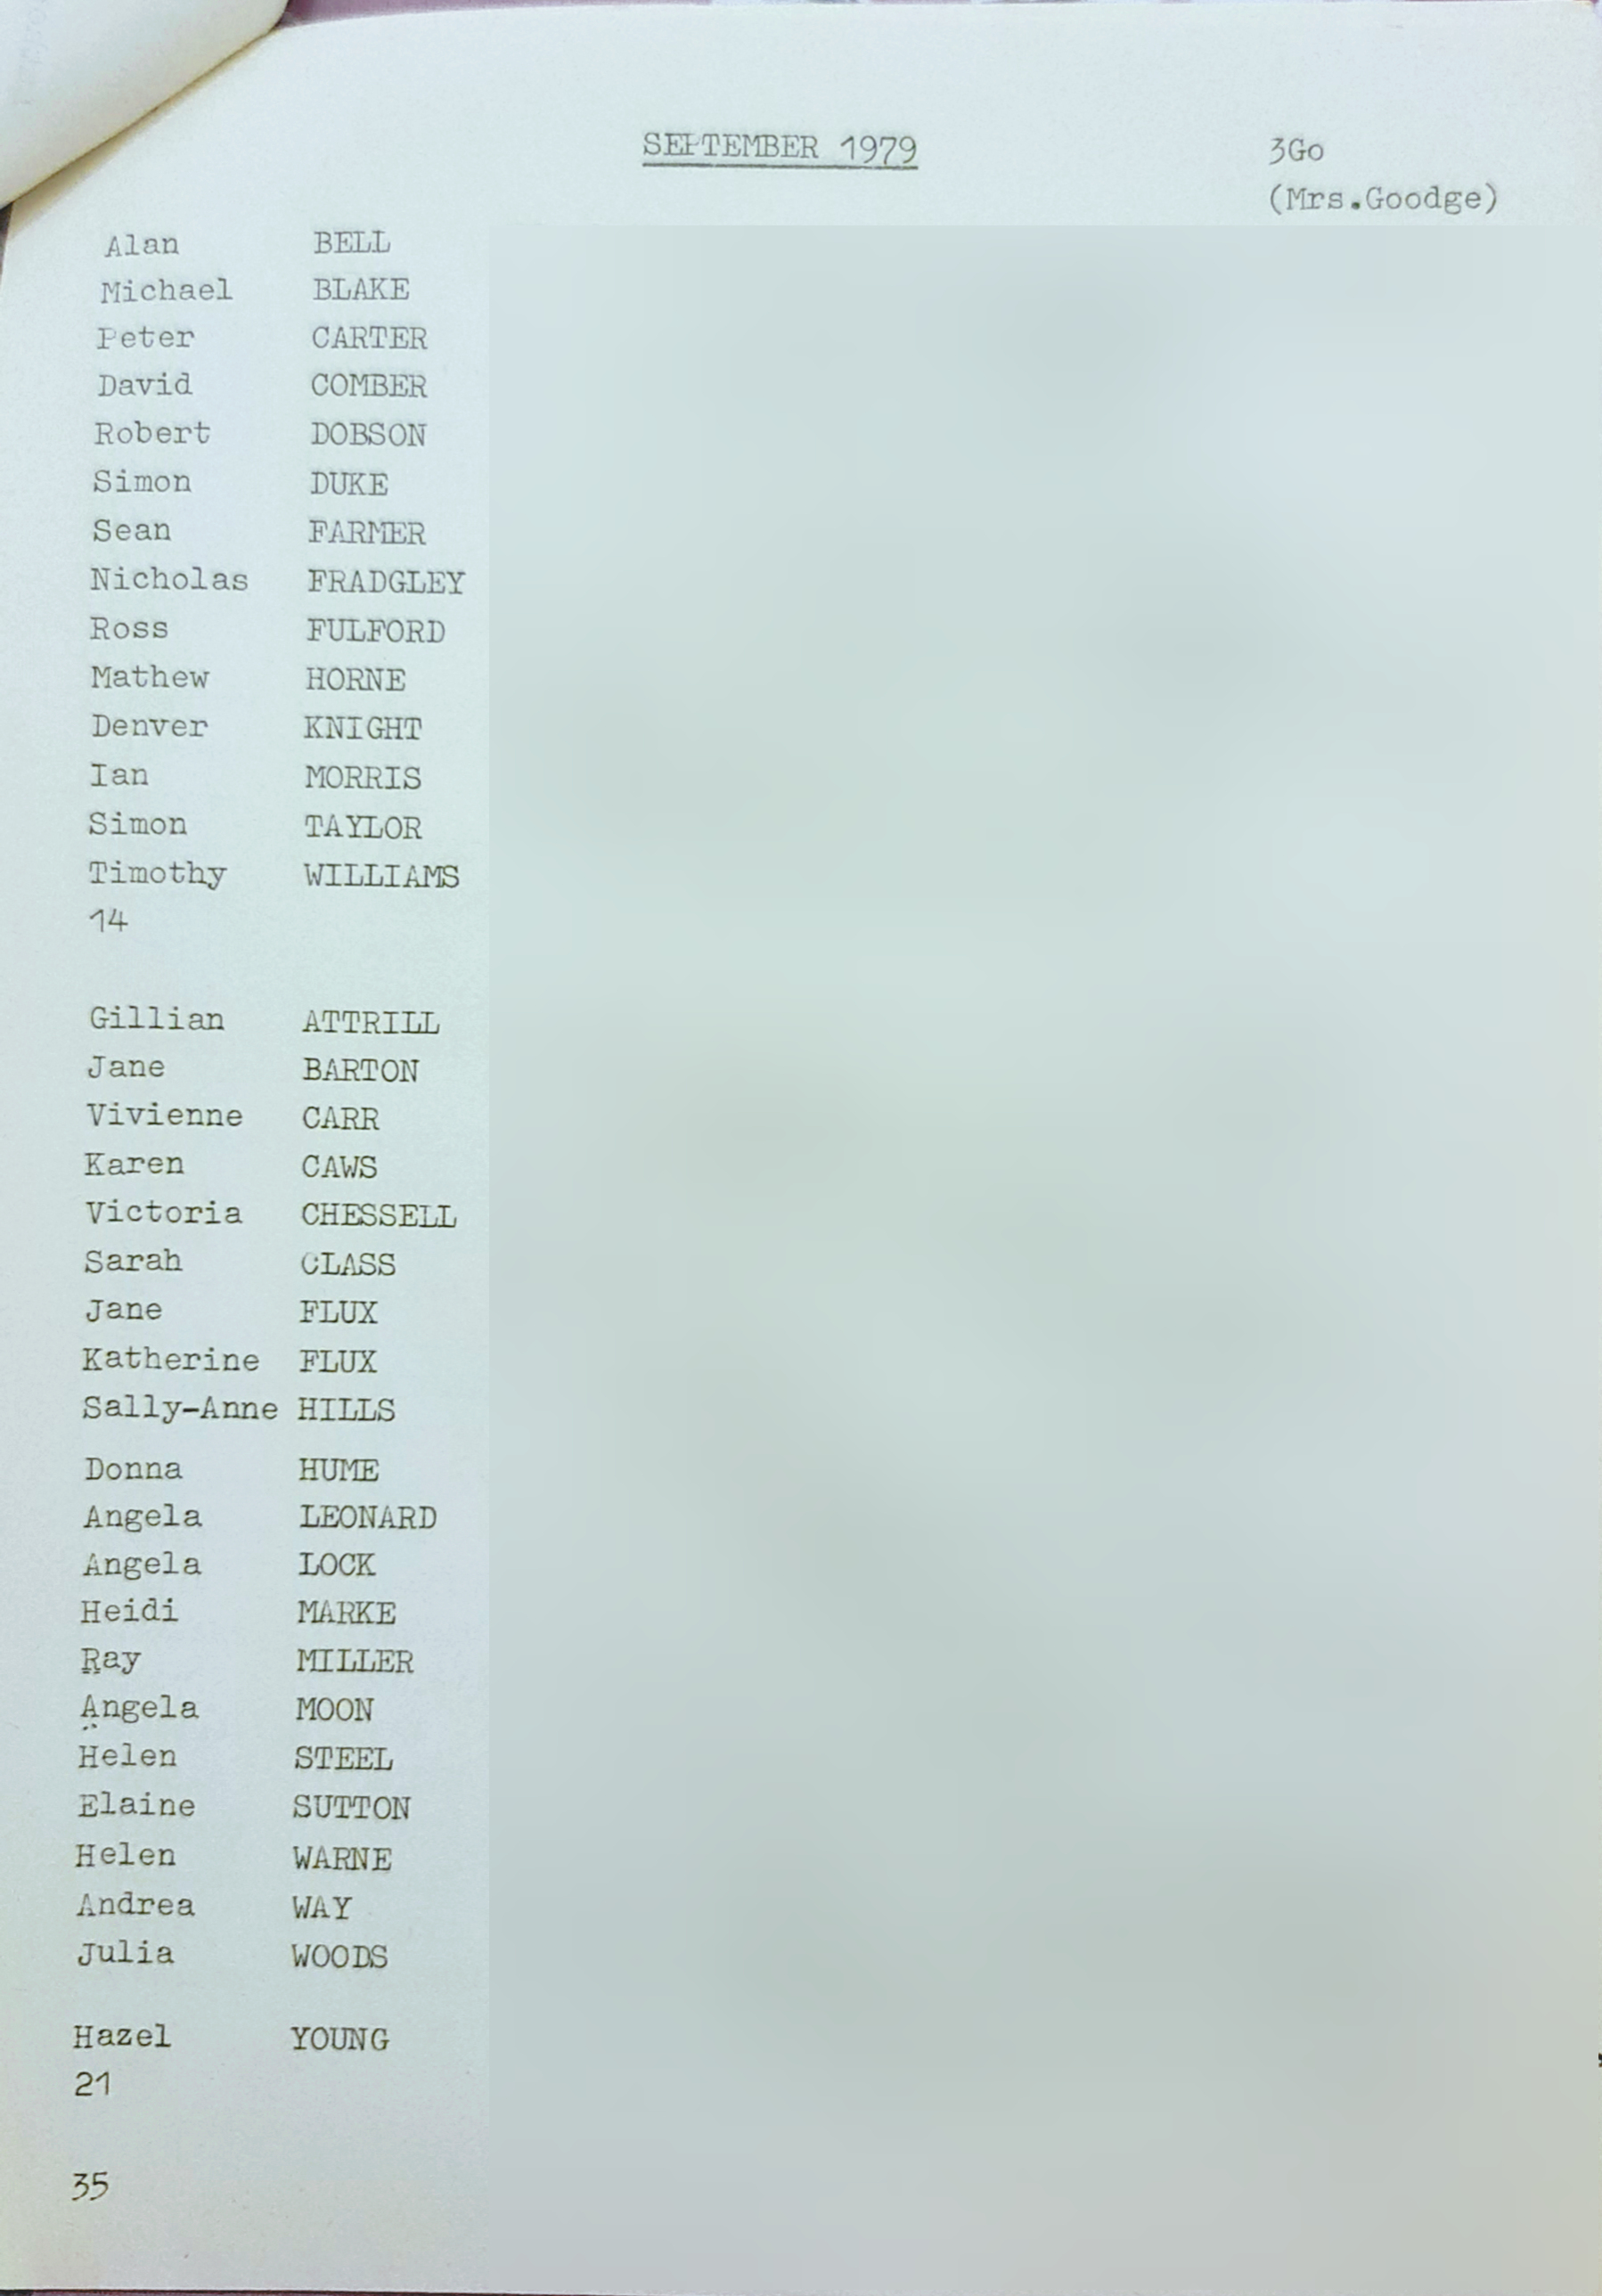 SEPTEMBER 1979 3Go
(Mrs.Goodge)
Alan BELL
Michael BLAKE
Peter CARTER
David COMBER
Robert DOBSON
Simon DUKE
Sean FARMER
Nicholas FRADGLEY
Ross FULFORD
Mathew HORNE
Denver KNIGHT
Ian MORRIS
Simon TAYLOR
Timothy WILLIAMS
14
Gillian ATTRILL
Jane BARTON
Vivienne CARR
Karen CAWS
Victoria CHESSELL
Sarah CLASS
Jane FLUX
Katherine FLUX
Sally-Anne HILLS
Donna HUME
Angela LEONARD
Angela LOCK
Heidi MARKE
Ray MILLER
Angela MOON
Helen STEEL
Elaine SUTTON
Helen WARNE
Andrea WAY
Julia WOODS
Hazel YOUNG
21
35